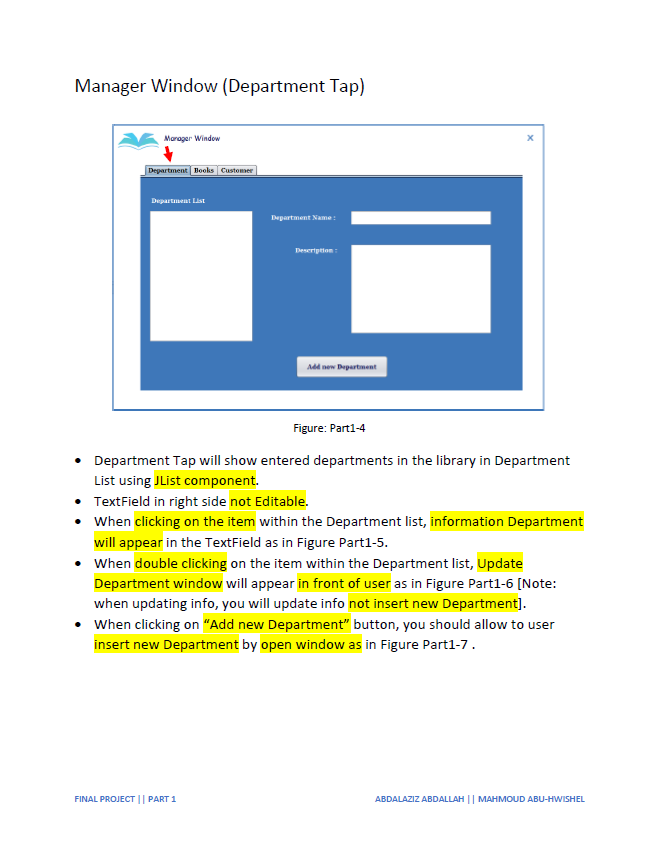 Manager Window (Department Tap)
Manager Window
x
Department Books Customer
Department List
Department Name :
Description :
Add new Department
Figure: Part1-4
• Department Tap will show entered departments in the library in Department
List using JList component.
• TextField in right side not Editable.
• When clicking on the item within the Department list, information Department
will appear in the TextField as in Figure Part1-5.
• When double clicking on the item within the Department list, Update
Department window will appear in front of user as in Figure Part1-6 [Note:
when updating info, you will update info not insert new Department].
• When clicking on “Add new Department” button, you should allow to user
insert new Department by open window as in Figure Part1-7 .
FINAL PROJECT || PART 1 ABDALAZIZ ABDALLAH || MAHMOUD ABU-HWISHEL